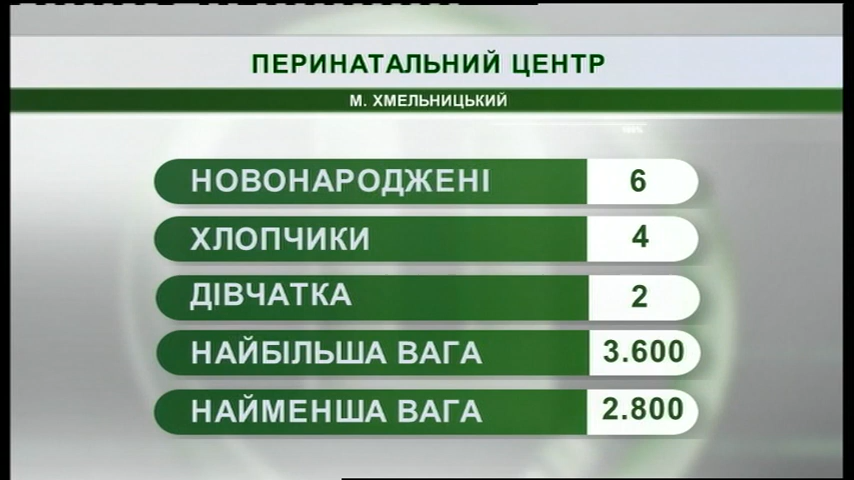 ПЕРИНАТАЛЬНИЙ ЦЕНТР
М. ХМЕЛЬНИЦЬКИЙ
НОВОНАРОДЖЕНІ 6
ХЛОПЧИКИ 4
ДІВЧАТКА 2
НАЙБІЛЬША ВАГА 3.600
НАЙМЕНША ВАГА 2.800